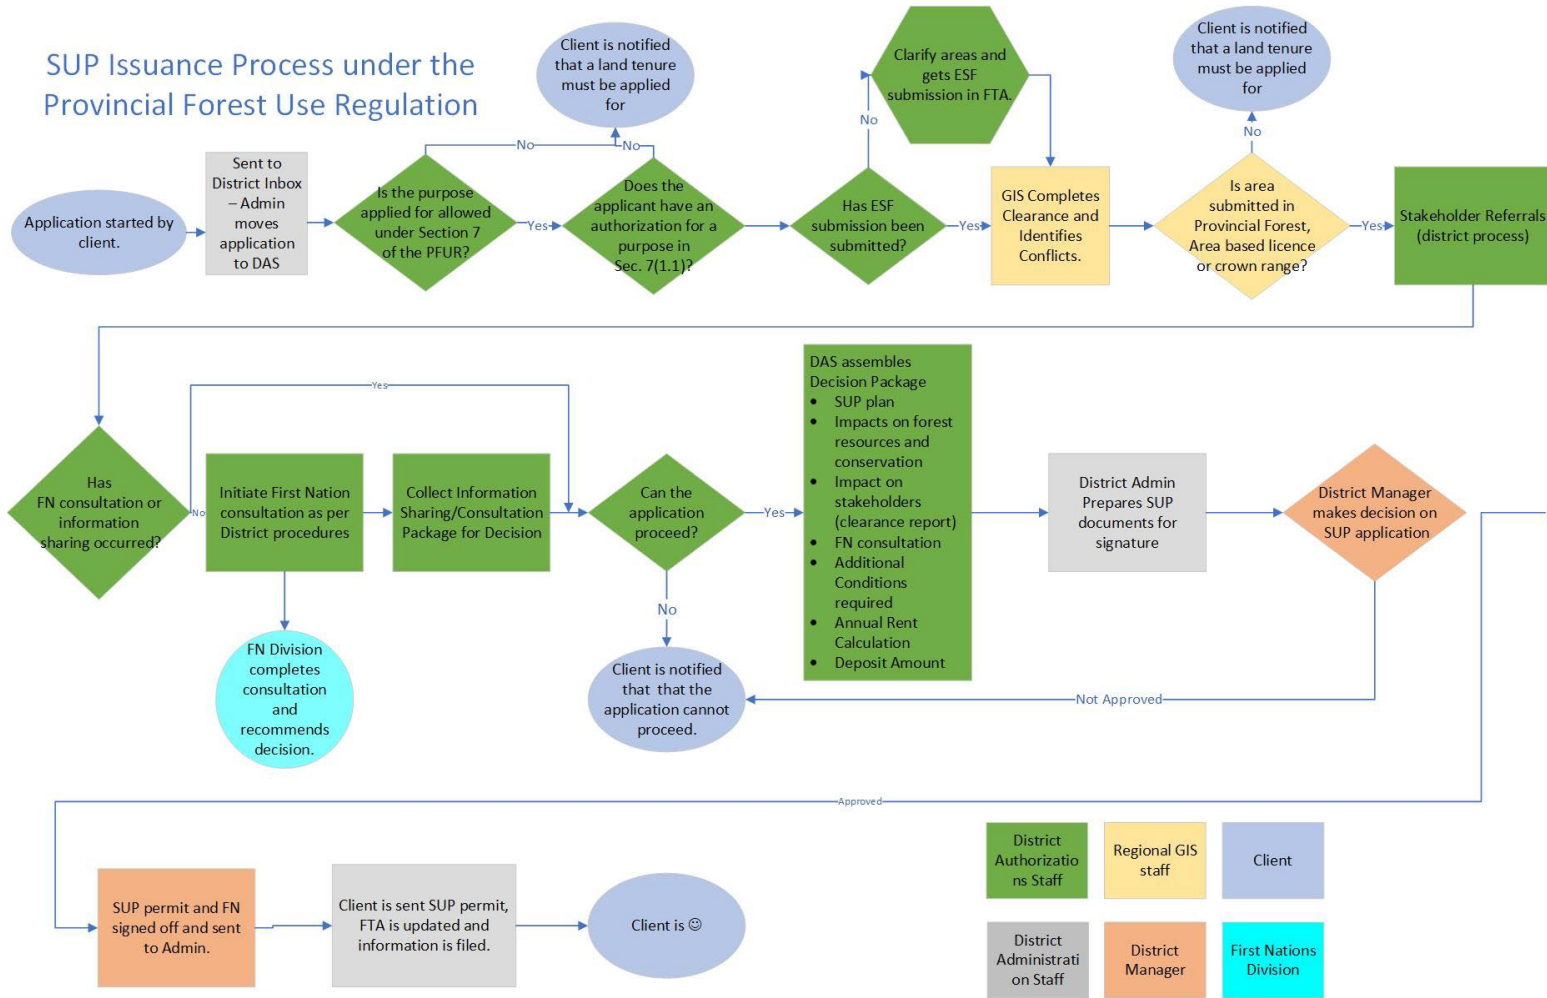 SUP Issuance Process under the
Provincial Forest Use Regulation
Client is notified
that a land tenure
must be applied
for
Clarify areas and
gets ESF
submission in FTA.
Client is notified
that a land tenure
must be applied
for
No
No
No
No
Application started by
client.
Sent to
District Inbox
– Admin
moves
application
to DAS
Is the purpose
applied for allowed
under Section 7
of the PFUR?
Yes
Does the
applicant have an
authorization for a
purpose in
Sec. 7(1.1)?
Has ESF
submission been
submitted?
Yes
GIS Completes
Clearance and
Identifies
Conflicts.
Is area
submitted in
Provincial Forest,
Area based licence
or crown range?
Yes
Stakeholder Referrals
(district process)
Yes
Has
FN consultation or
information
sharing occurred?
No
Initiate First Nation
consultation as per
District procedures
Collect Information
Sharing/Consultation
Package for Decision
Can the
application
proceed?
Yes
DAS assembles
Decision Package
• SUP plan
• Impacts on forest
resources and
conservation
• Impact on
stakeholders
(clearance report)
• FN consultation
• Additional
Conditions
required
• Annual Rent
Calculation
• Deposit Amount
District Admin
Prepares SUP
documents for
signature
District Manager
makes decision on
SUP application
No
FN Division
completes
consultation
and
recommends
decision.
Client is notified
that that the
application cannot
proceed.
Not Approved
Approved
SUP permit and FN
signed off and sent
to Admin.
Client is sent SUP permit,
FTA is updated and
information is filed.
Client is ☺
District
Authorizatio
ns Staff
Regional GIS
staff
Client
District
Administrati
on Staff
District
Manager
First Nations
Division